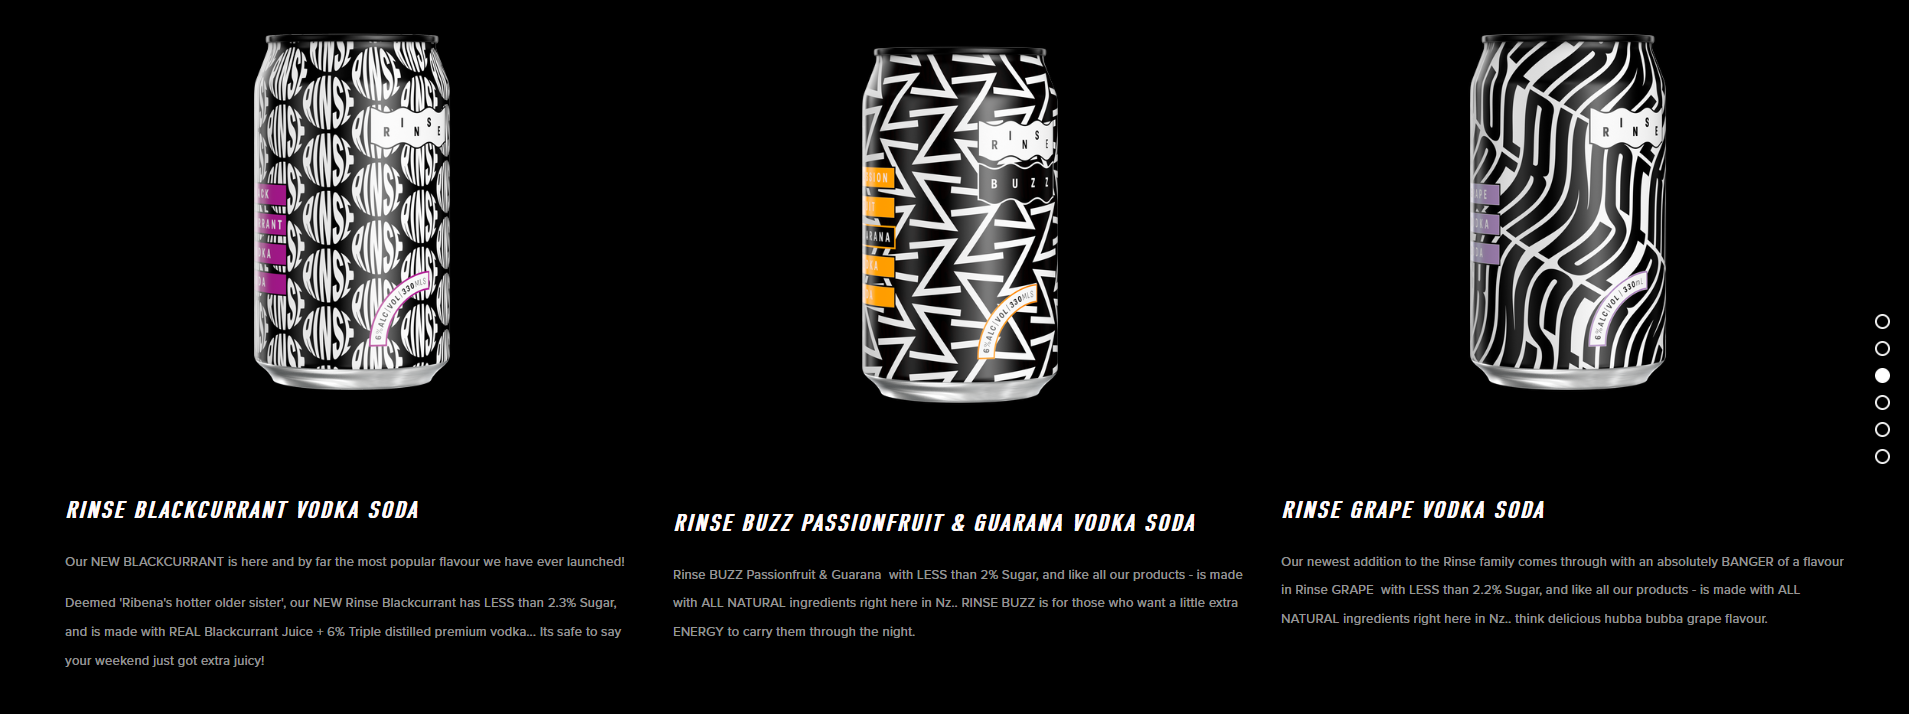 RINSE
6% ALC|VOL|330MLS
RINSE
BUZZ
6% ALC|VOL|330MLS
RINSE
6% ALC|VOL|330mL
RINSE BLACKCURRANT VODKA SODA
Our NEW BLACKCURRANT is here and by far the most popular flavour we have ever launched!
Deemed 'Ribena's hotter older sister', our NEW Rinse Blackcurrant has LESS than 2.3% Sugar,
and is made with REAL Blackcurrant Juice + 6% Triple distilled premium vodka... Its safe to say
your weekend just got extra juicy!
RINSE BUZZ PASSIONFRUIT & GUARANA VODKA SODA
Rinse BUZZ Passionfruit & Guarana  with LESS than 2% Sugar, and like all our products - is made
with ALL NATURAL ingredients right here in Nz.. RINSE BUZZ is for those who want a little extra
ENERGY to carry them through the night.
RINSE GRAPE VODKA SODA
Our newest addition to the Rinse family comes through with an absolutely BANGER of a flavour
in Rinse GRAPE  with LESS than 2.2% Sugar, and like all our products - is made with ALL
NATURAL ingredients right here in Nz.. think delicious hubba bubba grape flavour.